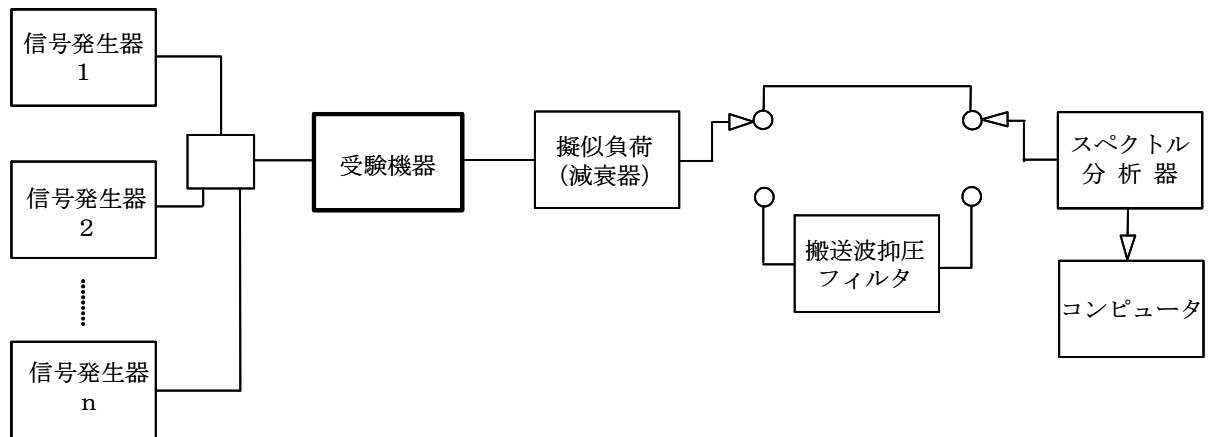 信号発生器
1
信号発生器
2
信号発生器
n
受験機器
擬似負荷
(減衰器)
搬送波抑圧
フィルタ
スペクトル
分 析 器
コンピュータ